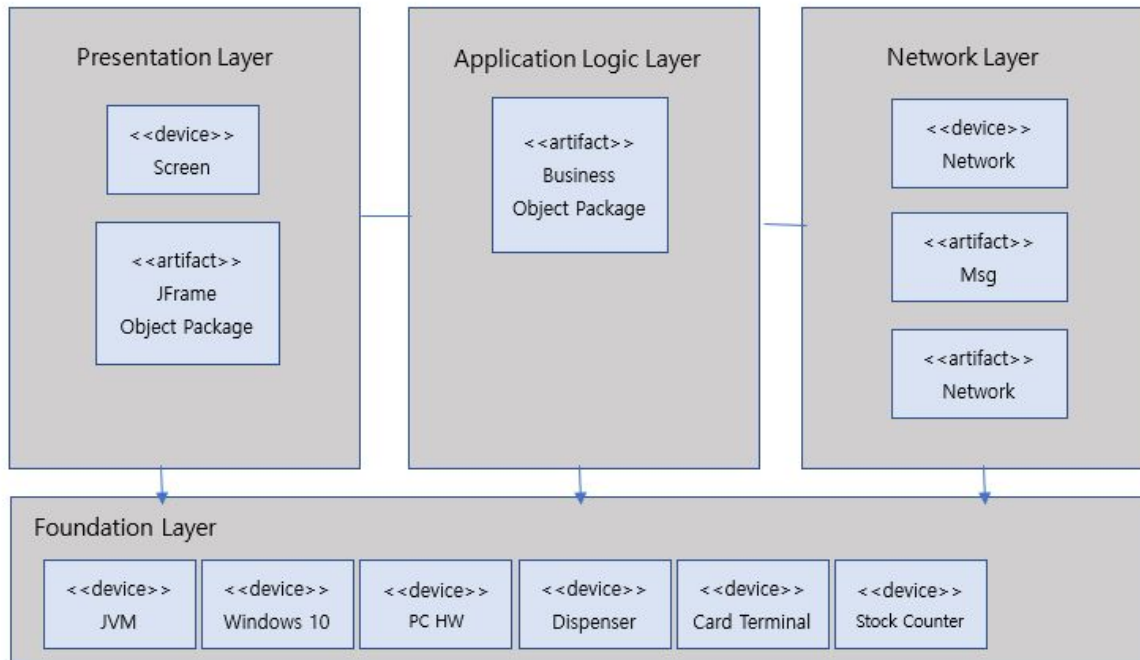 Presentation Layer
<<device>>
Screen
<<artifact>>
JFrame
Object Package
Application Logic Layer
<<artifact>>
Business
Object Package
Network Layer
<<device>>
Network
<<artifact>>
Msg
<<artifact>>
Network
Foundation Layer
<<device>>
JVM
<<device>>
Windows 10
<<device>>
PC HW
<<device>>
Dispenser
<<device>>
Card Terminal
<<device>>
Stock Counter